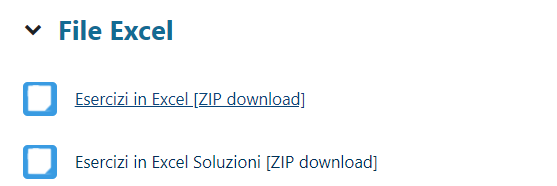 File Excel
Esercizi in Excel [ZIP download]
Esercizi in Excel Soluzioni [ZIP download]